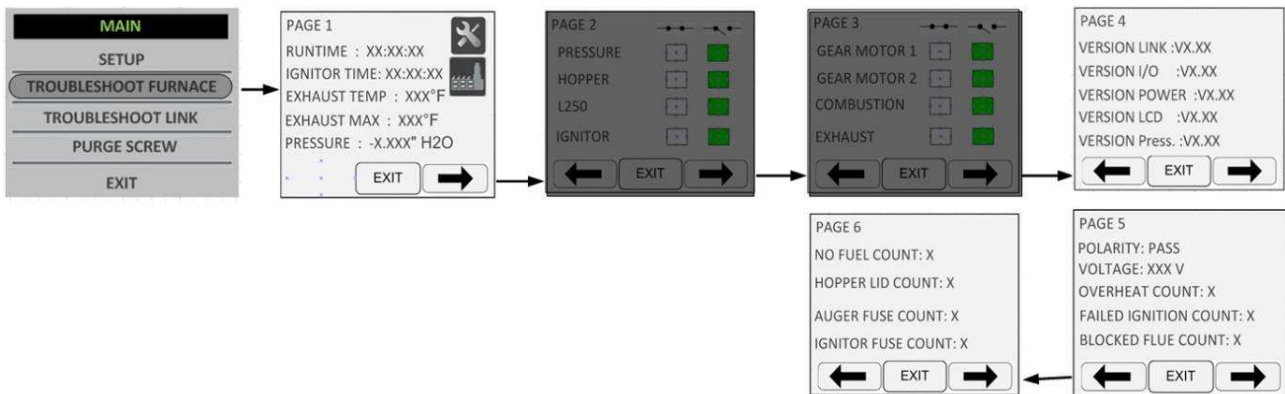 MAIN
SETUP
TROUBLESHOOT FURNACE
TROUBLESHOOT LINK
PURGE SCREW
EXIT
PAGE 1
RUNTIME : XX:XX:XX
IGNITOR TIME: XX:XX:XX
EXHAUST TEMP : XXX°F
EXHAUST MAX : XXX°F
PRESSURE : -X.XXX" H2O
EXIT
PAGE 2
PRESSURE
HOPPER
L250
IGNITOR
EXIT
PAGE 3
GEAR MOTOR 1
GEAR MOTOR 2
COMBUSTION
EXHAUST
EXIT
PAGE 4
VERSION LINK :VX.XX
VERSION I/O :VX.XX
VERSION POWER :VX.XX
VERSION LCD :VX.XX
VERSION Press. :VX.XX
EXIT
PAGE 5
POLARITY: PASS
VOLTAGE: XXX V
OVERHEAT COUNT: X
FAILED IGNITION COUNT: X
BLOCKED FLUE COUNT: X
EXIT
PAGE 6
NO FUEL COUNT: X
HOPPER LID COUNT: X
AUGER FUSE COUNT: X
IGNITOR FUSE COUNT: X
EXIT